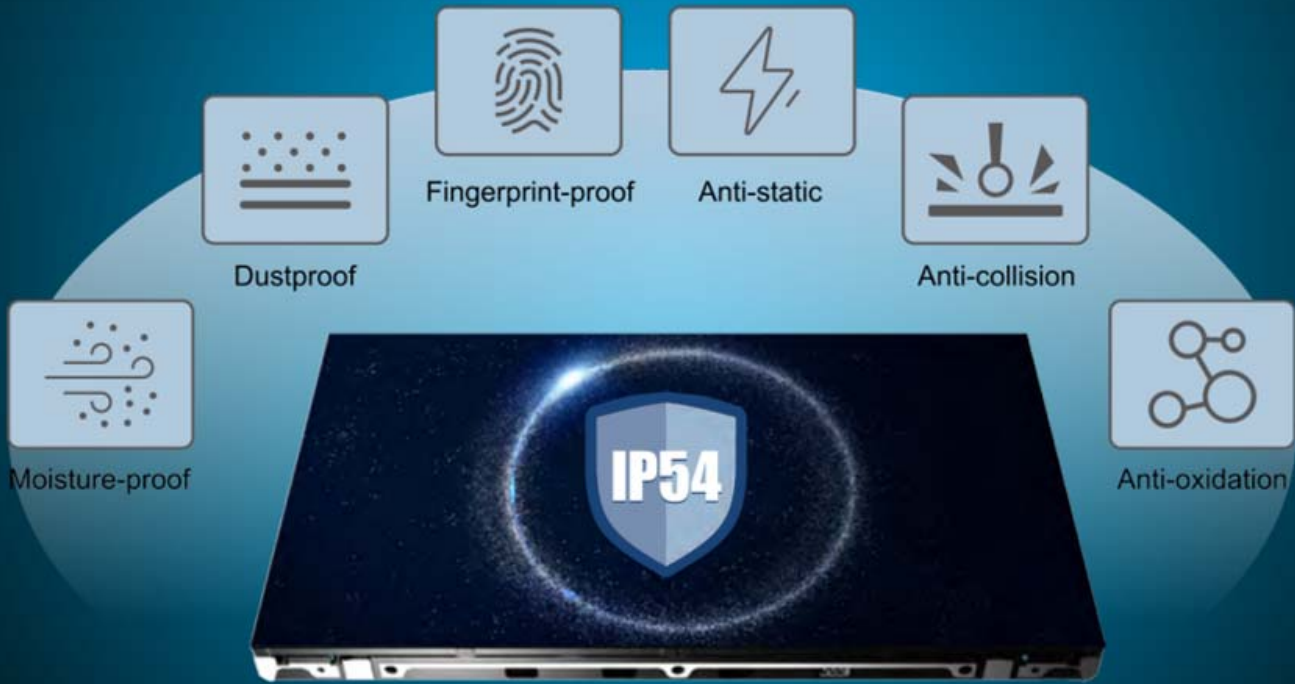 Fingerprint-proof
Anti-static
Dustproof
Anti-collision
Moisture-proof
Anti-oxidation
IP54